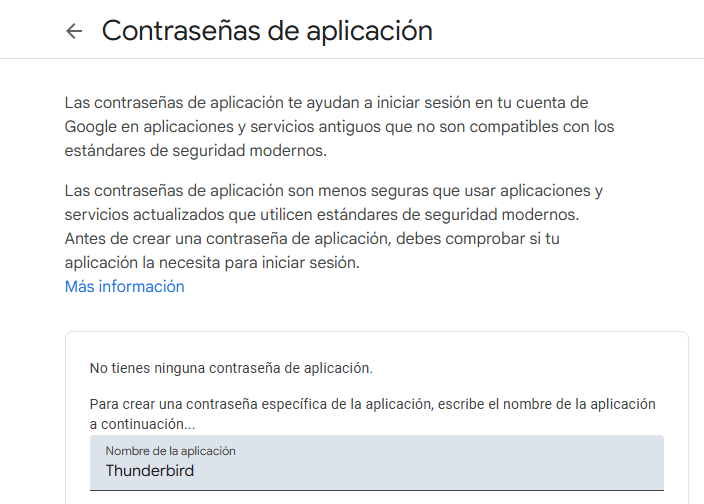 Contraseñas de aplicación
Las contraseñas de aplicación te ayudan a iniciar sesión en tu cuenta de
Google en aplicaciones y servicios antiguos que no son compatibles con los
estándares de seguridad modernos.
Las contraseñas de aplicación son menos seguras que usar aplicaciones y
servicios actualizados que utilicen estándares de seguridad modernos.
Antes de crear una contraseña de aplicación, debes comprobar si tu
aplicación la necesita para iniciar sesión.
Más información
No tienes ninguna contraseña de aplicación.
Para crear una contraseña específica de la aplicación, escribe el nombre de la aplicación
a continuación...
Nombre de la aplicación
Thunderbird